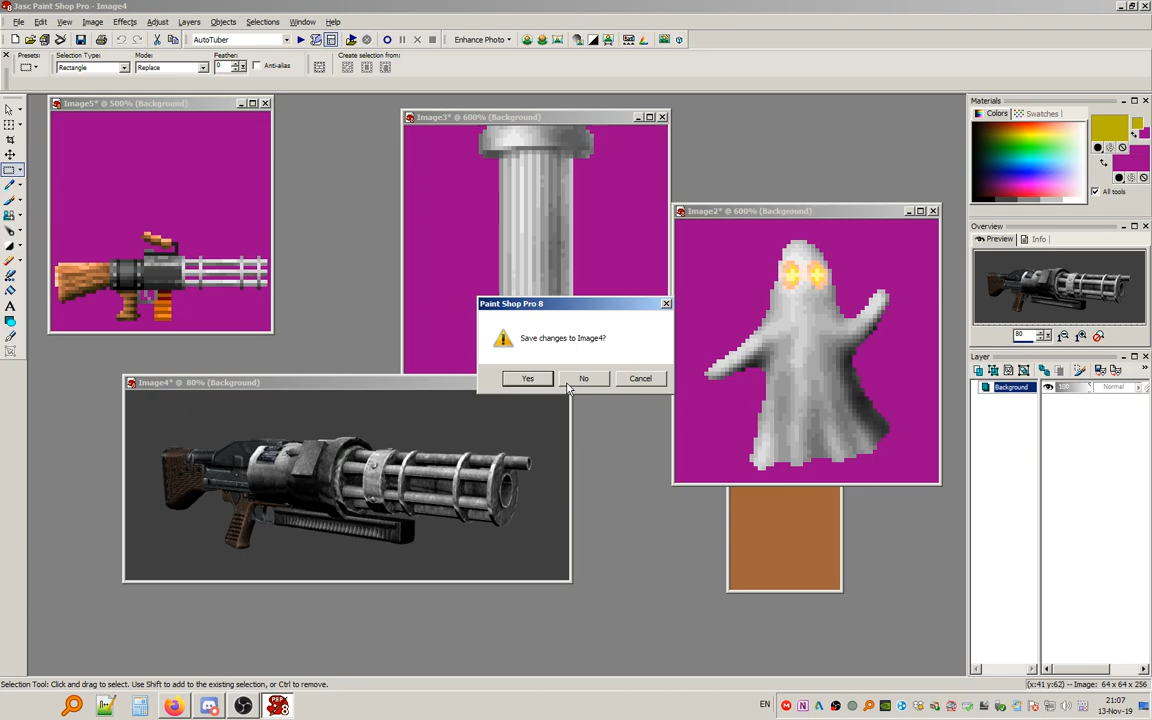 Jasc Paint Shop Pro - Image4
File Edit View Image Effects Adjust Layers Objects Selections Window Help
AutoTuber
Enhance Photo
Presets:
Selection Type:
Mode:
Feather:
Create selection from:
Rectangle
Replace
0
Anti-alias
Image5* @ 500% (Background)
Image3* @ 600% (Background)
Image2* @ 600% (Background)
Image4* @ 80% (Background)
Paint Shop Pro 8
Save changes to Image4?
Yes
No
Cancel
Materials
Colors
Swatches
All tools
Overview
Preview
Info
80
Layer
Background
100
Normal
Selection Tool: Click and drag to select. Use Shift to add to the existing selection, or Ctrl to remove.
(x:41 y:62) -- Image: 64 x 64 x 256
EN
21:07
13-Nov-19